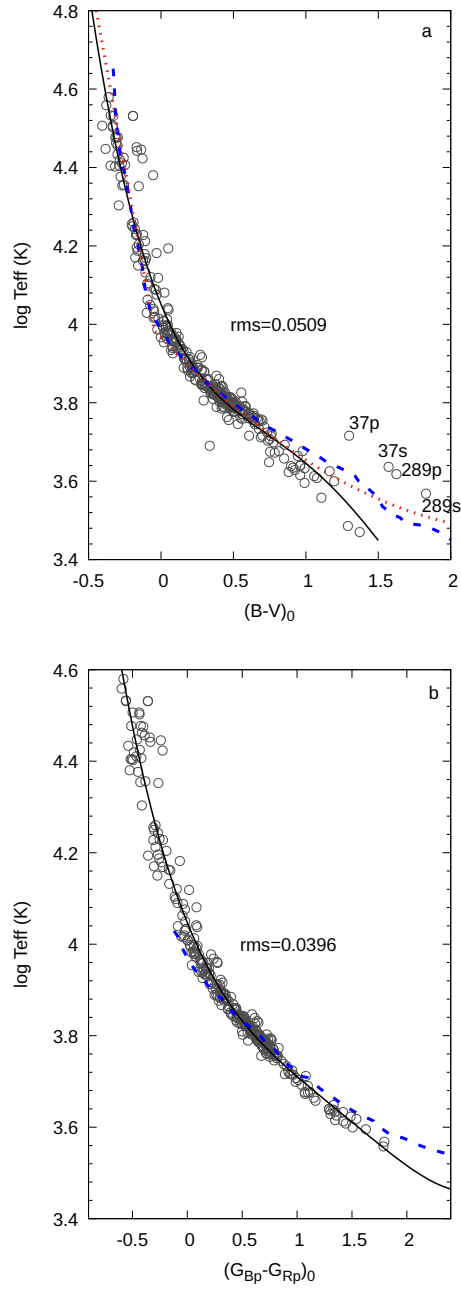 4.8
a
4.6
4.4
4.2
log Teff (K)
4
rms=0.0509
3.8
37p
37s
289p
3.6
289s
3.4
-0.5 0 0.5 1 1.5 2
(B-V)0
4.6
b
4.4
4.2
log Teff (K)
4
rms=0.0396
3.8
3.6
3.4
-0.5 0 0.5 1 1.5 2
(GBp-GRp)0